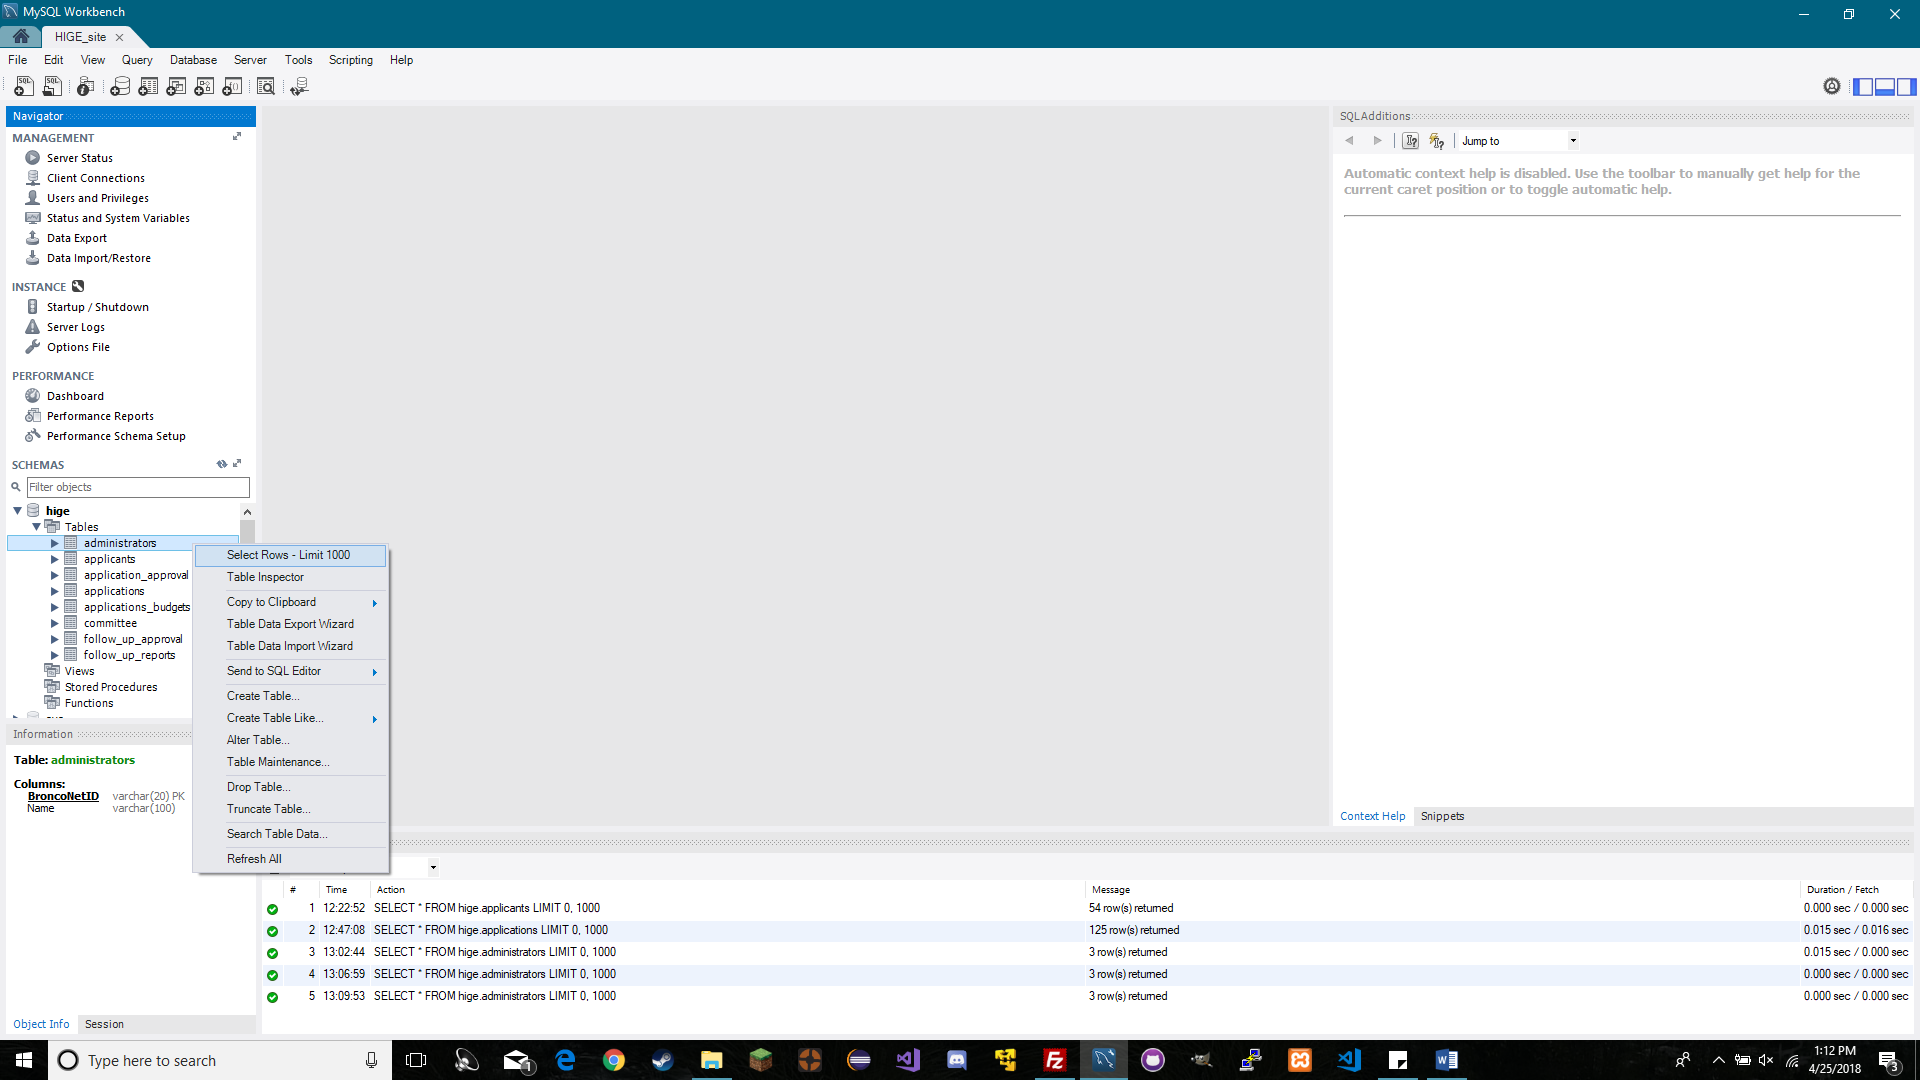 MySQL Workbench
HIGE_site
File Edit View Query Database Server Tools Scripting Help
Navigator
MANAGEMENT
Server Status
Client Connections
Users and Privileges
Status and System Variables
Data Export
Data Import/Restore
INSTANCE
Startup / Shutdown
Server Logs
Options File
PERFORMANCE
Dashboard
Performance Reports
Performance Schema Setup
SCHEMAS
Filter objects
hige
Tables
administrators
applicants
application_approval
applications
applications_budgets
committee
follow_up_approval
follow_up_reports
Views
Stored Procedures
Functions
Select Rows - Limit 1000
Table Inspector
Copy to Clipboard
Table Data Export Wizard
Table Data Import Wizard
Send to SQL Editor
Create Table...
Create Table Like...
Alter Table...
Table Maintenance...
Drop Table...
Truncate Table...
Search Table Data...
Refresh All
Information
Table: administrators
Columns:
BroncoNetID varchar(20) PK
Name varchar(100)
Object Info Session
SQLAdditions
Jump to
Automatic context help is disabled. Use the toolbar to manually get help for the
current caret position or to toggle automatic help.
Context Help Snippets
# Time Action Message Duration / Fetch
1 12:22:52 SELECT * FROM hige.applicants LIMIT 0, 1000 54 row(s) returned 0.000 sec / 0.000 sec
2 12:47:08 SELECT * FROM hige.applications LIMIT 0, 1000 125 row(s) returned 0.015 sec / 0.016 sec
3 13:02:44 SELECT * FROM hige.administrators LIMIT 0, 1000 3 row(s) returned 0.015 sec / 0.000 sec
4 13:06:59 SELECT * FROM hige.administrators LIMIT 0, 1000 3 row(s) returned 0.000 sec / 0.000 sec
5 13:09:53 SELECT * FROM hige.administrators LIMIT 0, 1000 3 row(s) returned 0.000 sec / 0.000 sec
Type here to search
1
1:12 PM
4/25/2018
3